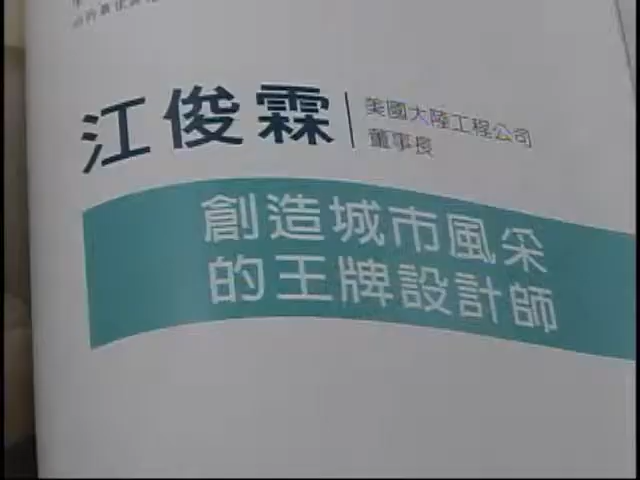 江俊霖
美國大陸工程公司
董事長
創造城市風采
的王牌設計師